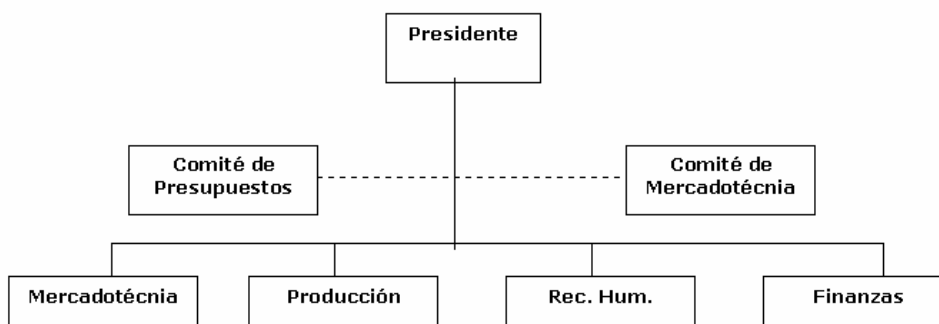 Presidente
Comité de
Presupuestos
Comité de
Mercadotécnia
Mercadotécnia
Producción
Rec. Hum.
Finanzas